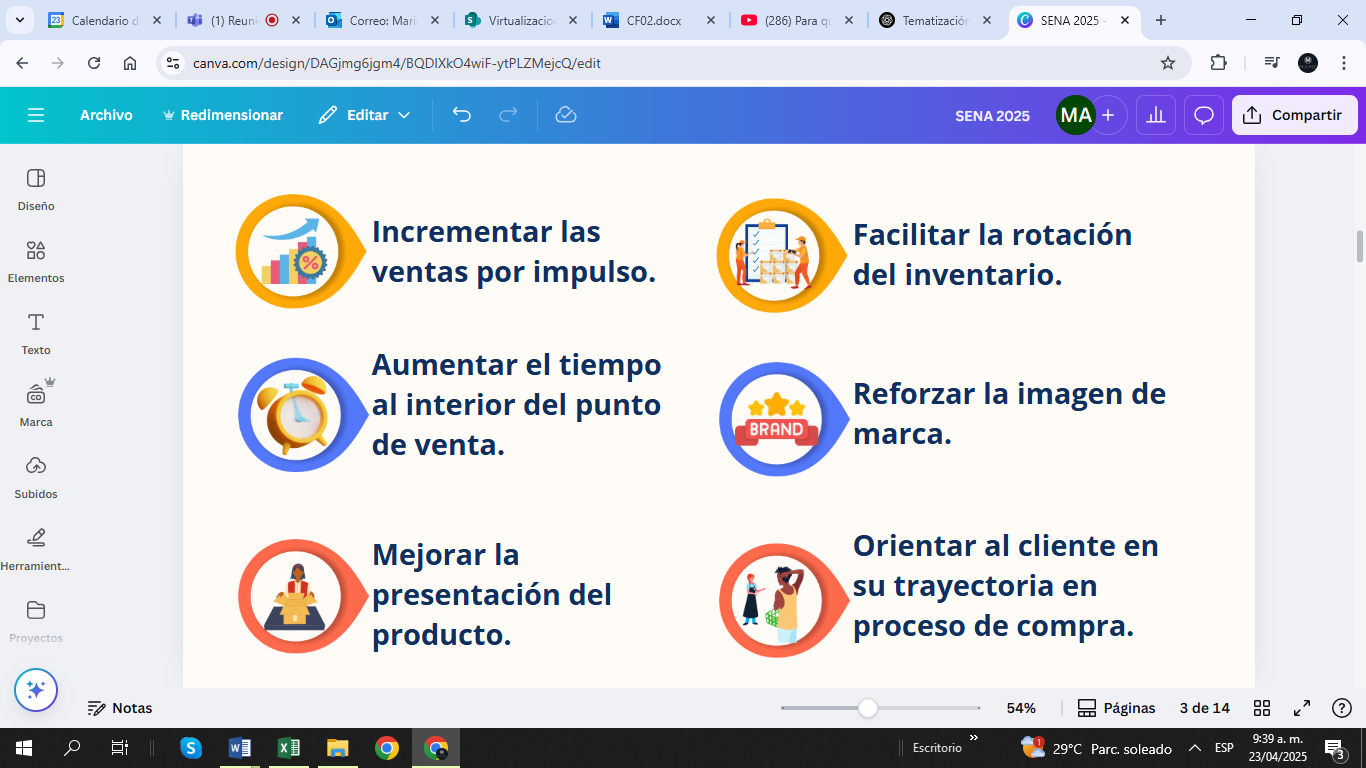 Calendario d
(1) Reuni
Correo: Mari
Virtualizacio
CF02.docx
(286) Para qu
Tematización
SENA 2025 -
canva.com/design/DAGjmg6jgm4/BQDIXkO4wiF-ytPLZMejcQ/edit
Archivo
Redimensionar
Editar
SENA 2025
MA
Compartir
Diseño
Elementos
Texto
Marca
Subidos
Herramient...
Proyectos
Incrementar las
ventas por impulso.
Facilitar la rotación
del inventario.
Aumentar el tiempo
al interior del punto
de venta.
BRAND
Reforzar la imagen de
marca.
Mejorar la
presentación del
producto.
Orientar al cliente en
su trayectoria en
proceso de compra.
Notas
54%
Páginas
3 de 14
Escritorio
29°C Parc. soleado
ESP
9:39 a. m.
23/04/2025
3